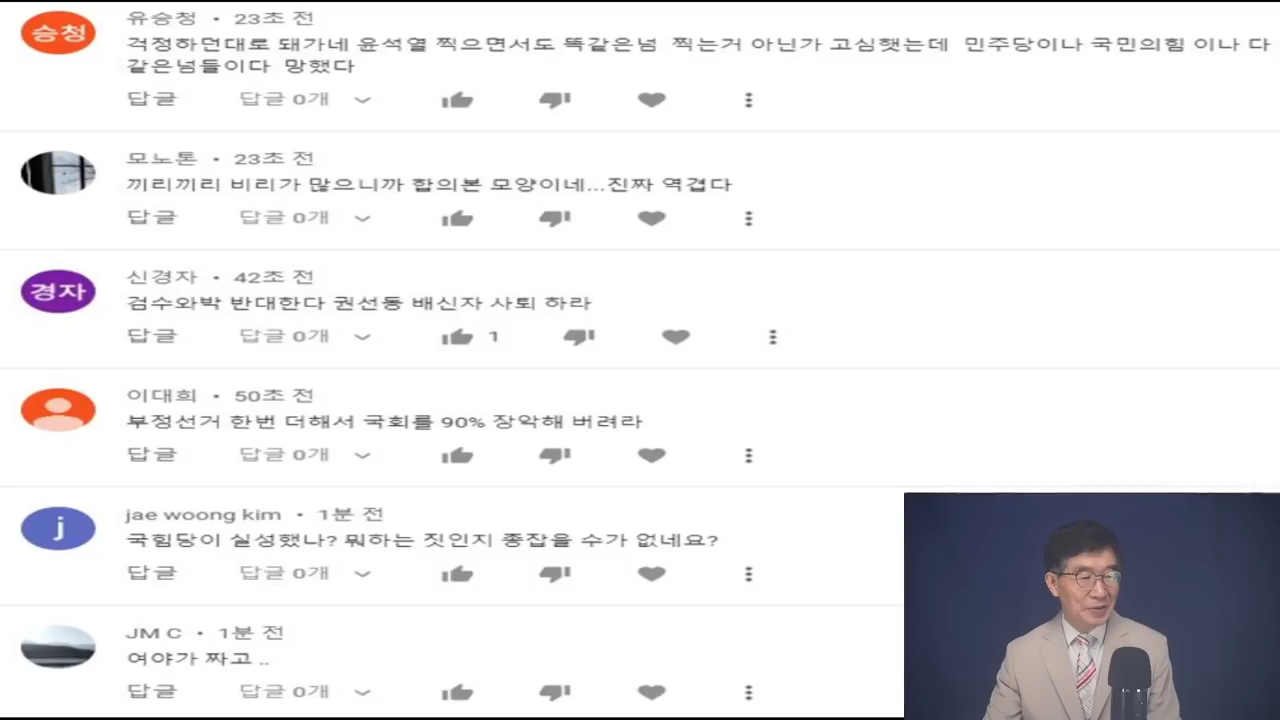 승청
유승청 • 23초 전
걱정하던대로 돼가네 윤석열 찍으면서도 똑같은넘 찍는거 아닌가 고심햇는데 민주당이나 국민의힘 이나 다
같은넘들이다 망했다
답글 답글 0개
모노톤 • 23초 전
끼리끼리 비리가 많으니까 합의본 모양이네...진짜 역겹다
답글 답글 0개
경자
신경자 • 42초 전
검수와박 반대한다 권선동 배신자 사퇴 하라
답글 답글 0개 1
이대희 • 50초 전
부정선거 한번 더해서 국회를 90% 장악해 버려라
답글 답글 0개
j
jae woong kim • 1분 전
국힘당이 실성했나? 뭐하는 짓인지 종잡을 수가 없네요?
답글 답글 0개
JM C • 1분 전
여야가 짜고 ..
답글 답글 0개